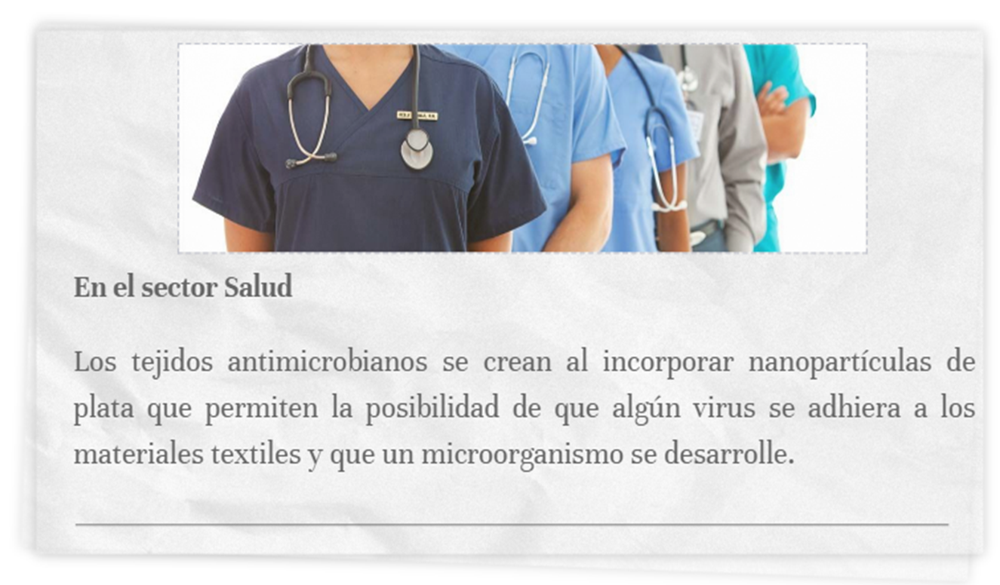 En el sector Salud
Los tejidos antimicrobianos se crean al incorporar nanopartículas de
plata que permiten la posibilidad de que algún virus se adhiera a los
materiales textiles y que un microorganismo se desarrolle.